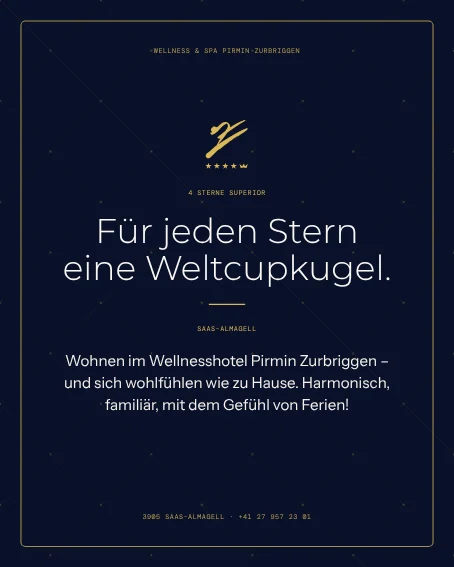 WELLNESS & SPA PIRMIN-ZURBRIGGEN
4 STERNE SUPERIOR
Für jeden Stern
eine Weltcupkugel.
SAAS-ALMAGELL
Wohnen im Wellnesshotel Pirmin Zurbriggen –
und sich wohlfühlen wie zu Hause. Harmonisch,
familiär, mit dem Gefühl von Ferien!
3905 SAAS-ALMAGELL · +41 27 957 23 01